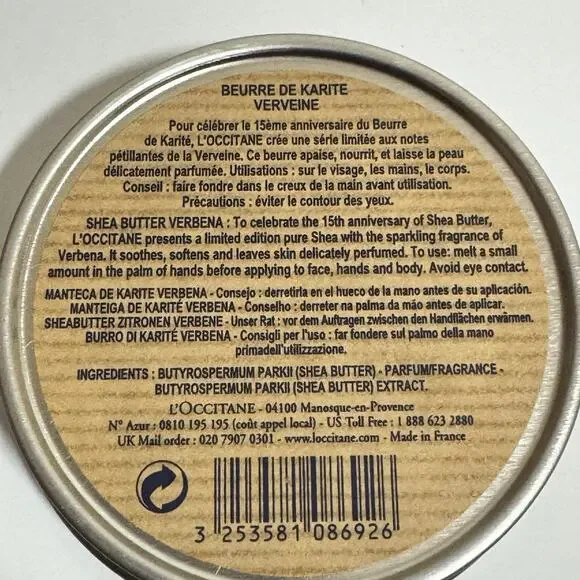 BEURRE DE KARITE
VERVEINE
Pour célébrer le 15ème anniversaire du Beurre
de Karité, L'OCCITANE crée une série limitée aux notes
pétillantes de la Verveine. Ce beurre apaise, nourrit, et laisse la peau
délicatement parfumée. Utilisations : sur le visage, les mains, le corps.
Conseil : faire fondre dans le creux de la main avant utilisation.
Précautions : éviter le contour des yeux.
SHEA BUTTER VERBENA : To celebrate the 15th anniversary of Shea Butter,
L'OCCITANE presents a limited edition pure Shea with the sparkling fragrance of
Verbena. It soothes, softens and leaves skin delicately perfumed. To use: melt a small
amount in the palm of hands before applying to face, hands and body. Avoid eye contact.
MANTECA DE KARITE VERBENA - Consejo : derretirla en el hueco de la mano antes de su aplicación.
MANTEIGA DE KARITÉ VERBENA - Conselho : derreter na palma da mão antes de aplicar.
SHEABUTTER ZITRONEN VERBENE - Unser Rat : vor dem Auftragen zwischen den Handflächen erwärmen.
BURRO DI KARITÉ VERBENA - Consigli per l'uso : far fondere sul palmo della mano
primadell'utilizzazione.
INGREDIENTS : BUTYROSPERMUM PARKII (SHEA BUTTER) - PARFUM/FRAGRANCE -
BUTYROSPERMUM PARKII (SHEA BUTTER) EXTRACT.
L'OCCITANE - 04100 Manosque-en-Provence
N° Azur : 0810 195 195 (coût appel local) - US Toll Free : 1 888 623 2880
UK Mail order : 020 7907 0301 - www.loccitane.com - Made in France
3 253581 086926